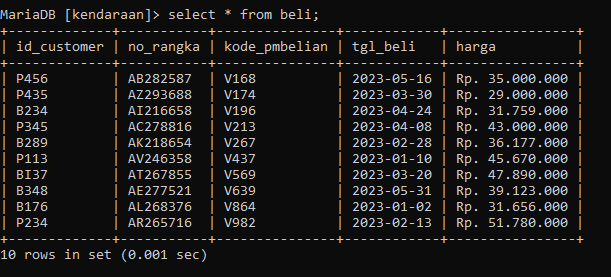 MariaDB [kendaraan]> select * from beli;
+-------------+-----------+----------------+------------+----------------+
| id_customer | no_rangka | kode_pmbelian | tgl_beli | harga |
+-------------+-----------+----------------+------------+----------------+
| P456 | AB282587 | V168 | 2023-05-16 | Rp. 35.000.000 |
| P435 | AZ293688 | V174 | 2023-03-30 | Rp. 29.000.000 |
| B234 | AI216658 | V196 | 2023-04-24 | Rp. 31.759.000 |
| P345 | AC278816 | V213 | 2023-04-08 | Rp. 43.000.000 |
| B289 | AK218654 | V267 | 2023-02-28 | Rp. 36.177.000 |
| P113 | AV246358 | V437 | 2023-01-10 | Rp. 45.670.000 |
| BI37 | AT267855 | V569 | 2023-03-20 | Rp. 47.890.000 |
| B348 | AE277521 | V639 | 2023-05-31 | Rp. 39.123.000 |
| B176 | AL268376 | V864 | 2023-01-02 | Rp. 31.656.000 |
| P234 | AR265716 | V982 | 2023-02-13 | Rp. 51.780.000 |
+-------------+-----------+----------------+------------+----------------+
10 rows in set (0.001 sec)